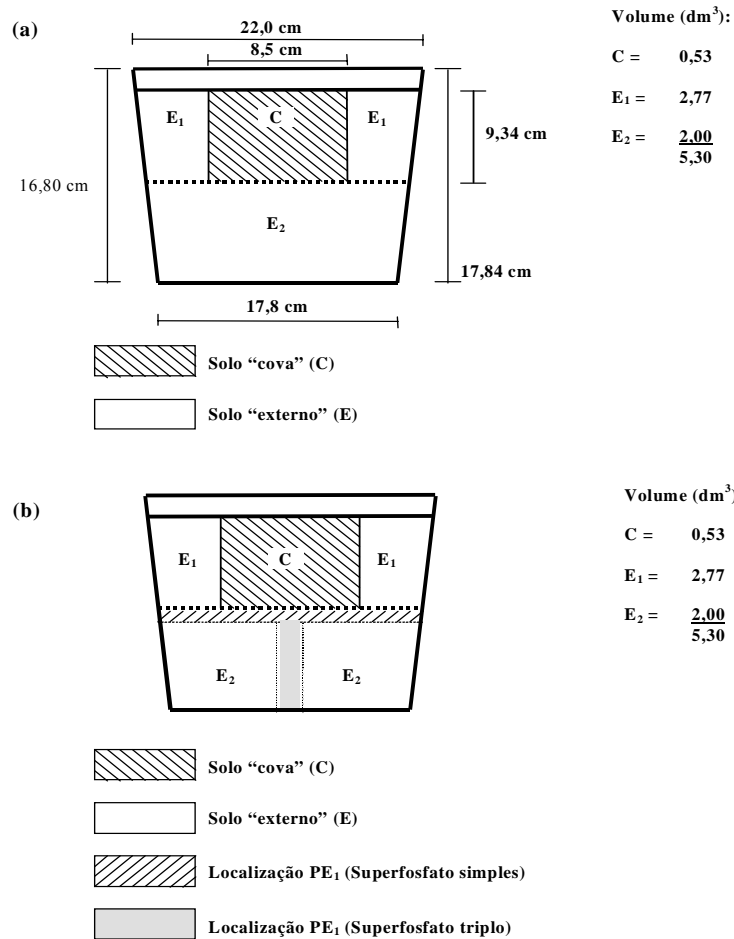 (a)
22,0 cm
8,5 cm
E₁ C E₁
9,34 cm
16,80 cm
E₂
17,84 cm
17,8 cm
Volume (dm³):
C = 0,53
E₁ = 2,77
E₂ = 2,00
5,30
Solo “cova” (C)
Solo “externo” (E)
(b)
E₁ C E₁
E₂ E₂
Volume (dm³)
C = 0,53
E₁ = 2,77
E₂ = 2,00
5,30
Solo “cova” (C)
Solo “externo” (E)
Localização PE₁ (Superfosfato simples)
Localização PE₁ (Superfosfato triplo)